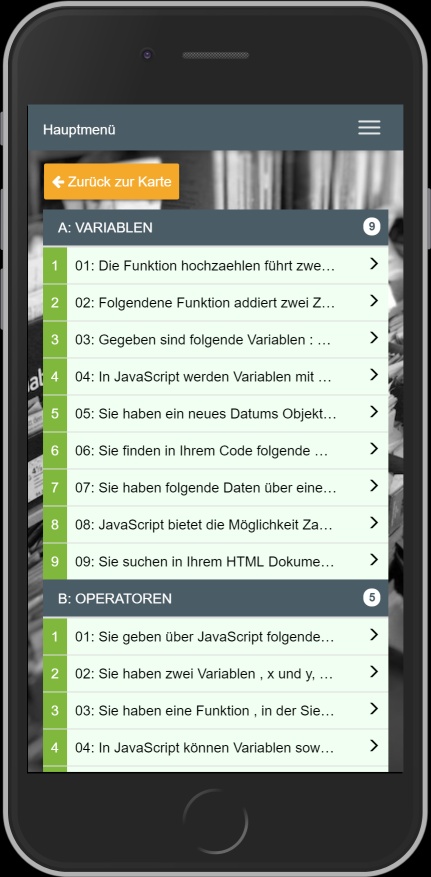 Hauptmenü
Zurück zur Karte
A: VARIABLEN 9
1 01: Die Funktion hochzaehlen führt zwe…
2 02: Folgendene Funktion addiert zwei Z…
3 03: Gegeben sind folgende Variablen : …
4 04: In JavaScript werden Variablen mit …
5 05: Sie haben ein neues Datums Objekt…
6 06: Sie finden in Ihrem Code folgende …
7 07: Sie haben folgende Daten über eine…
8 08: JavaScript bietet die Möglichkeit Za…
9 09: Sie suchen in Ihrem HTML Dokume…
B: OPERATOREN 5
1 01: Sie geben über JavaScript folgende…
2 02: Sie haben zwei Variablen , x und y, …
3 03: Sie haben eine Funktion , in der Sie…
4 04: In JavaScript können Variablen sow…